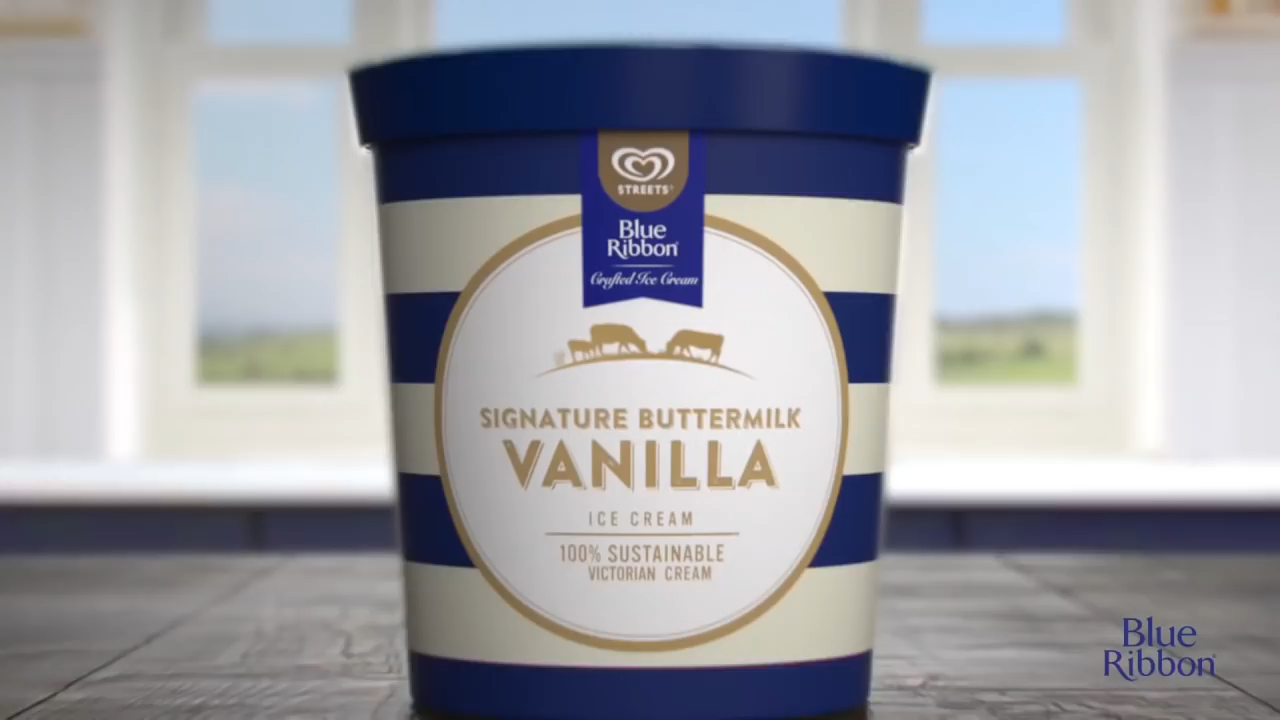 STREETS
Blue
Ribbon
Crafted Ice Cream
SIGNATURE BUTTERMILK
VANILLA
ICE CREAM
100% SUSTAINABLE
VICTORIAN CREAM
Blue
Ribbon